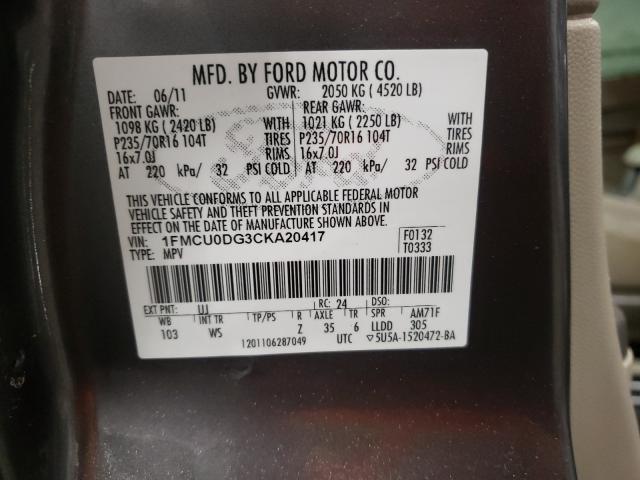 MFD. BY FORD MOTOR CO.
DATE: 06/11 GVWR: 2050 KG (4520 LB)
FRONT GAWR: REAR GAWR:
1098 KG (2420 LB) WITH 1021 KG (2250 LB) WITH
P235/70R16 104T TIRES P235/70R16 104T TIRES
16x7.0J RIMS 16x7.0J RIMS
AT 220 kPa/ 32 PSI COLD AT 220 kPa/ 32 PSI COLD
THIS VEHICLE CONFORMS TO ALL APPLICABLE FEDERAL MOTOR
VEHICLE SAFETY AND THEFT PREVENTION STANDARDS IN
EFFECT ON THE DATE OF MANUFACTURE SHOWN ABOVE.
VIN: 1FMCU0DG3CKA20417 F0132
TYPE: MPV T0333
EXT PNT: UJ RC: 24 DSO:
WB INT TR TP/PS R AXLE TR SPR AM71F
103 WS Z 35 6 LLDD 305
1201106287049 UTC ▽5U5A-1520472-BA